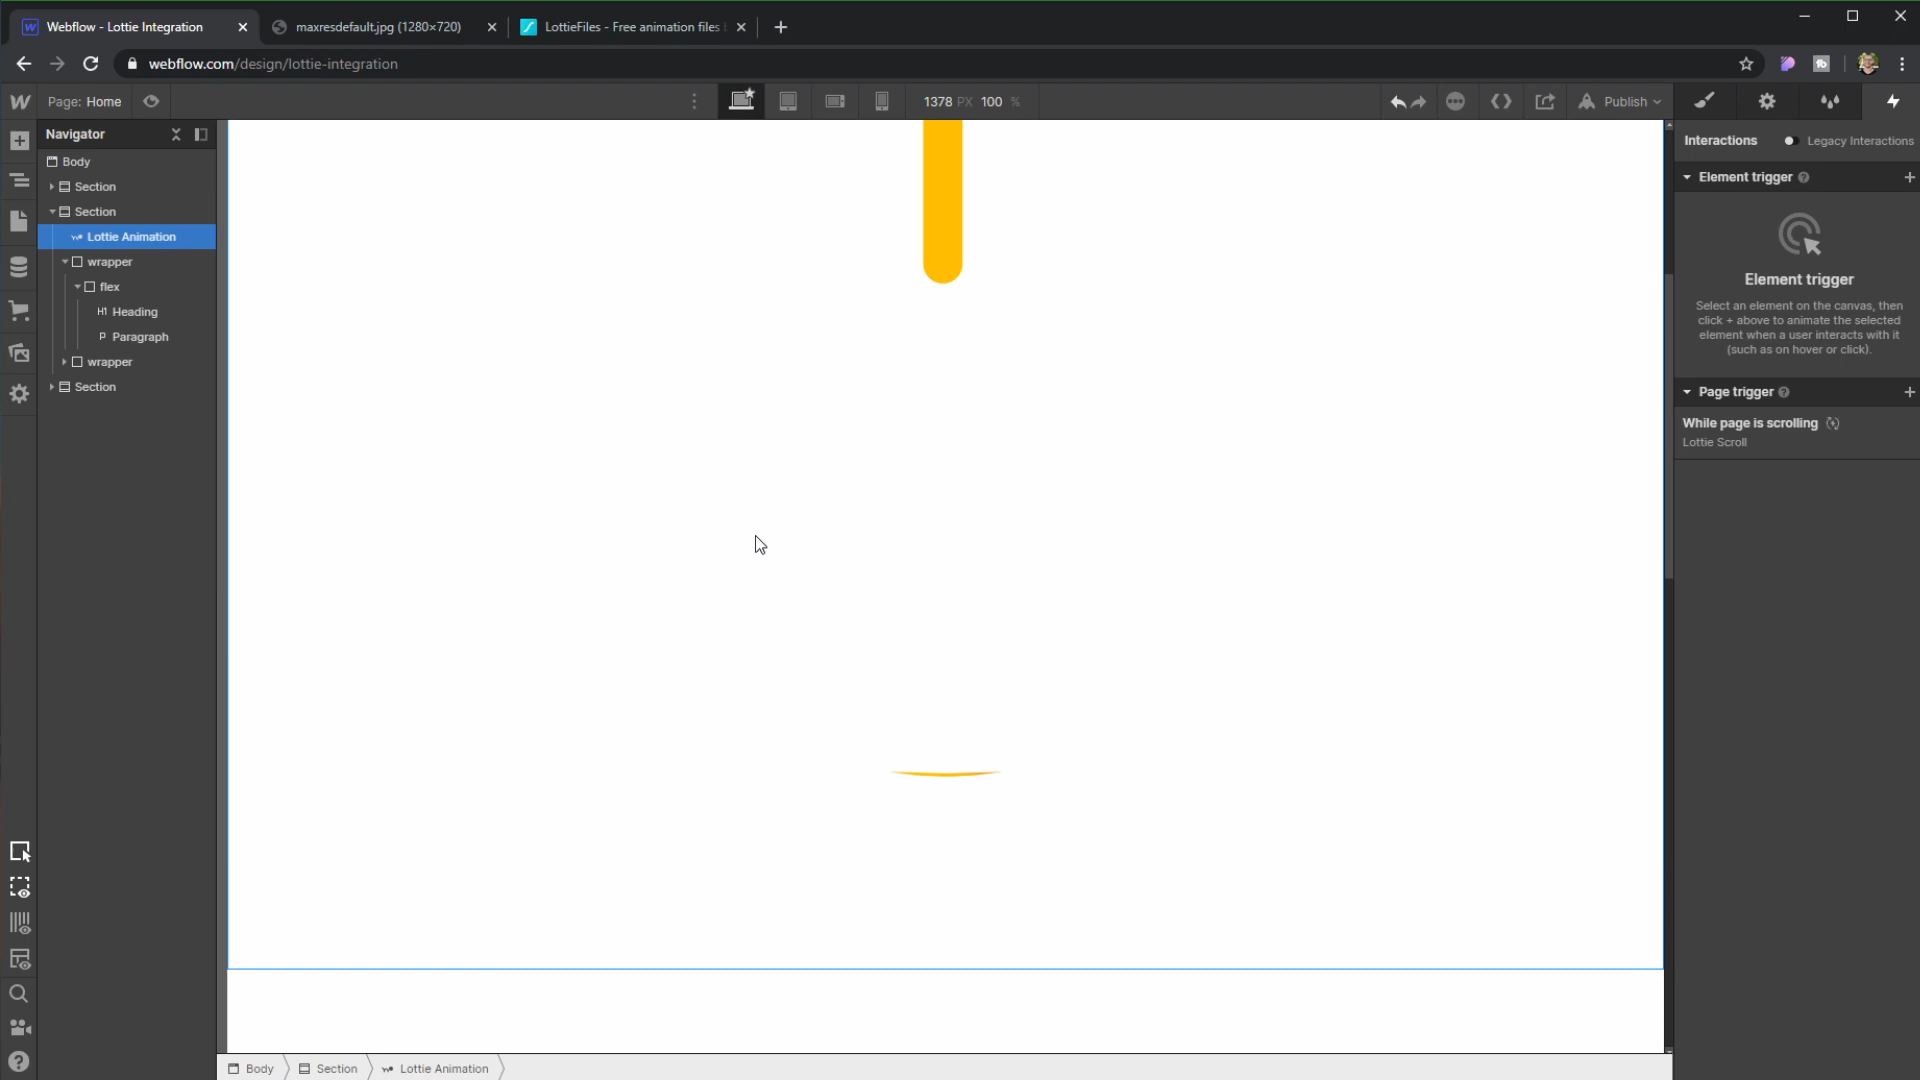 Webflow - Lottie Integration
maxresdefault.jpg (1280×720)
LottieFiles - Free animation files
webflow.com/design/lottie-integration
Page: Home
1378 PX 100 %
Publish
Navigator
Body
Section
Section
Lottie Animation
wrapper
flex
H1 Heading
P Paragraph
wrapper
Section
Interactions
Legacy Interactions
Element trigger
Element trigger
Select an element on the canvas, then
click + above to animate the selected
element when a user interacts with it
(such as on hover or click).
Page trigger
While page is scrolling
Lottie Scroll
Body
Section
Lottie Animation